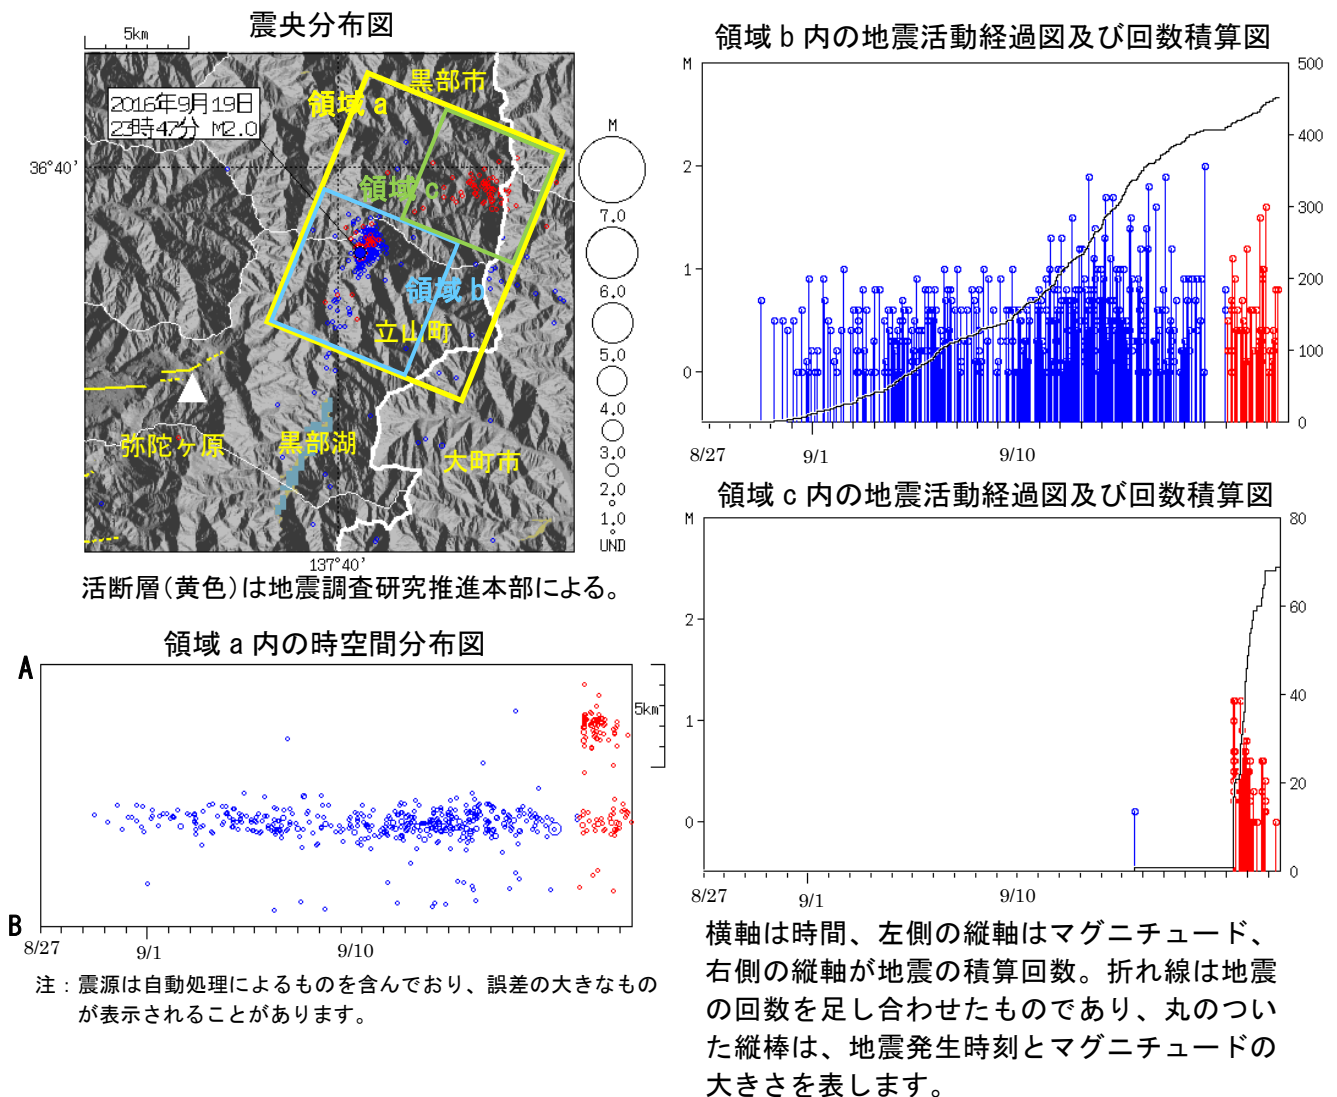 震央分布図
5km
2016年9月19日
23時47分 M2.0
領域 a
黒部市
36°40'
領域 c
領域 b
立山町
弥陀ヶ原
黒部湖
大町市
137°40'
M
7.0
6.0
5.0
4.0
3.0
2.0
1.0
UND
活断層(黄色)は地震調査研究推進本部による。
領域 a 内の時空間分布図
A
5km
B
8/27 9/1 9/10
注：震源は自動処理によるものを含んでおり、誤差の大きなもの
が表示されることがあります。
領域 b 内の地震活動経過図及び回数積算図
M
2
1
0
500
400
300
200
100
0
8/27 9/1 9/10
領域 c 内の地震活動経過図及び回数積算図
M
2
1
0
80
60
40
20
0
8/27 9/1 9/10
横軸は時間、左側の縦軸はマグニチュード、
右側の縦軸が地震の積算回数。折れ線は地震
の回数を足し合わせたものであり、丸のつい
た縦棒は、地震発生時刻とマグニチュードの
大きさを表します。